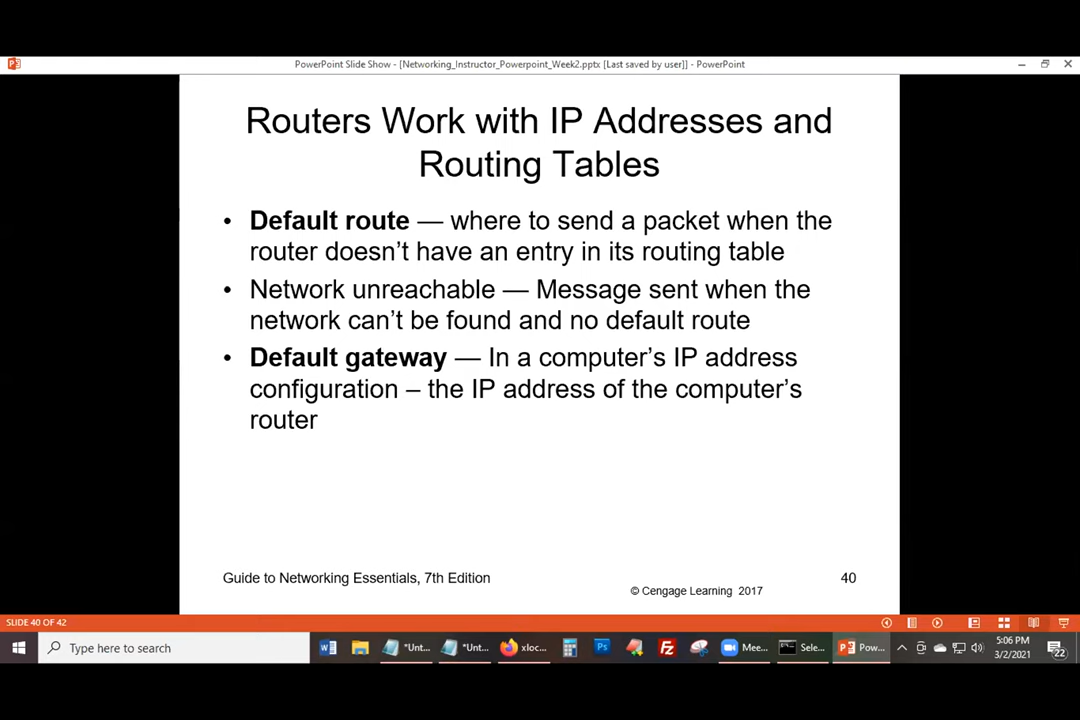 PowerPoint Slide Show - [Networking_Instructor_Powerpoint_Week2.pptx [Last saved by user]] - PowerPoint
Routers Work with IP Addresses and
Routing Tables
• Default route — where to send a packet when the
router doesn’t have an entry in its routing table
• Network unreachable — Message sent when the
network can’t be found and no default route
• Default gateway — In a computer’s IP address
configuration – the IP address of the computer’s
router
Guide to Networking Essentials, 7th Edition
© Cengage Learning 2017
40
SLIDE 40 OF 42
Type here to search
*Unt...
*Unt...
xloc...
Mee...
Sele...
Pow...
5:06 PM
3/2/2021
22